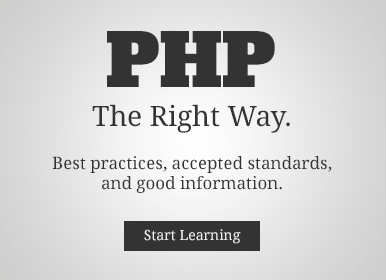 PHP
The Right Way.
Best practices, accepted standards,
and good information.
Start Learning